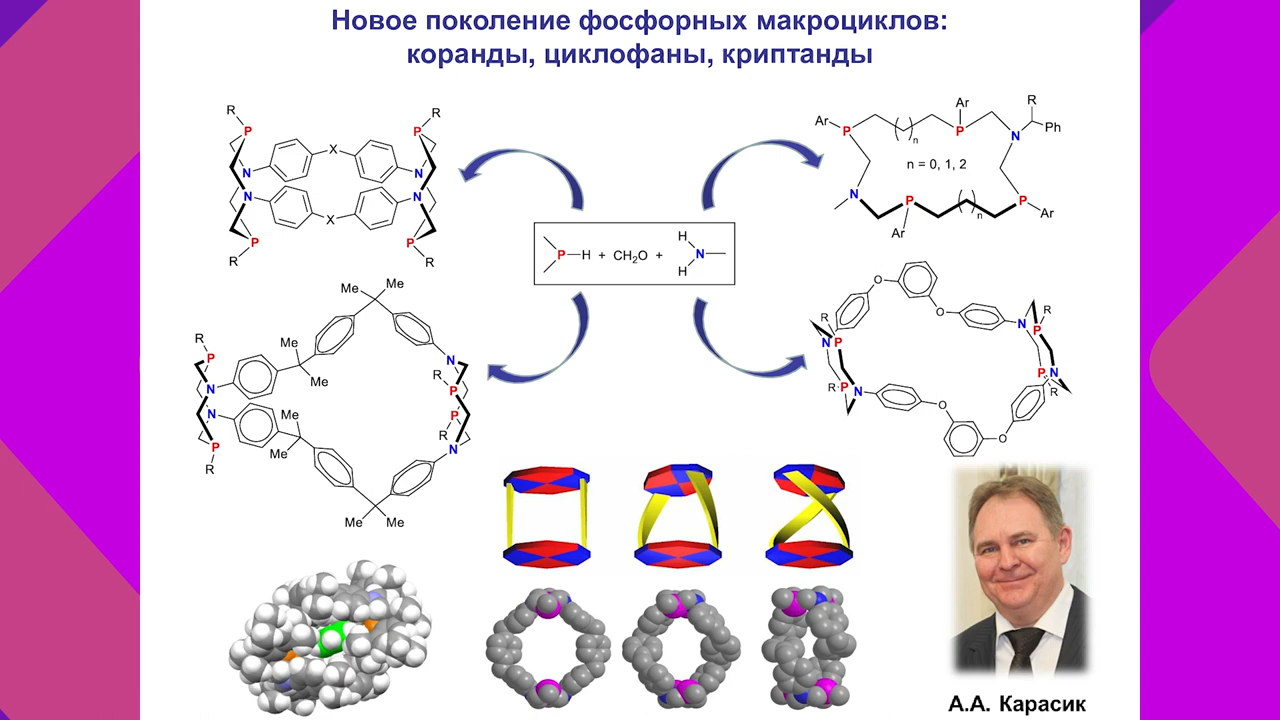 Новое поколение фосфорных макроциклов:
коранды, циклофаны, криптанды
R
R
P
P
X
N
N
N
N
X
P
P
R
R
Ar
R
Ar
P
P
N
Ph
n
n = 0, 1, 2
N
P
P
n
Ar
Ar
H
P–H + CH₂O + N
H
Me
Me
R
P
Me
Me
N
R
N
P
N
P
Me
R
P
Me
N
R
Me
Me
O
O
R
R
N
P
N
P
R
P
N
P
N
R
O
O
А.А. Карасик